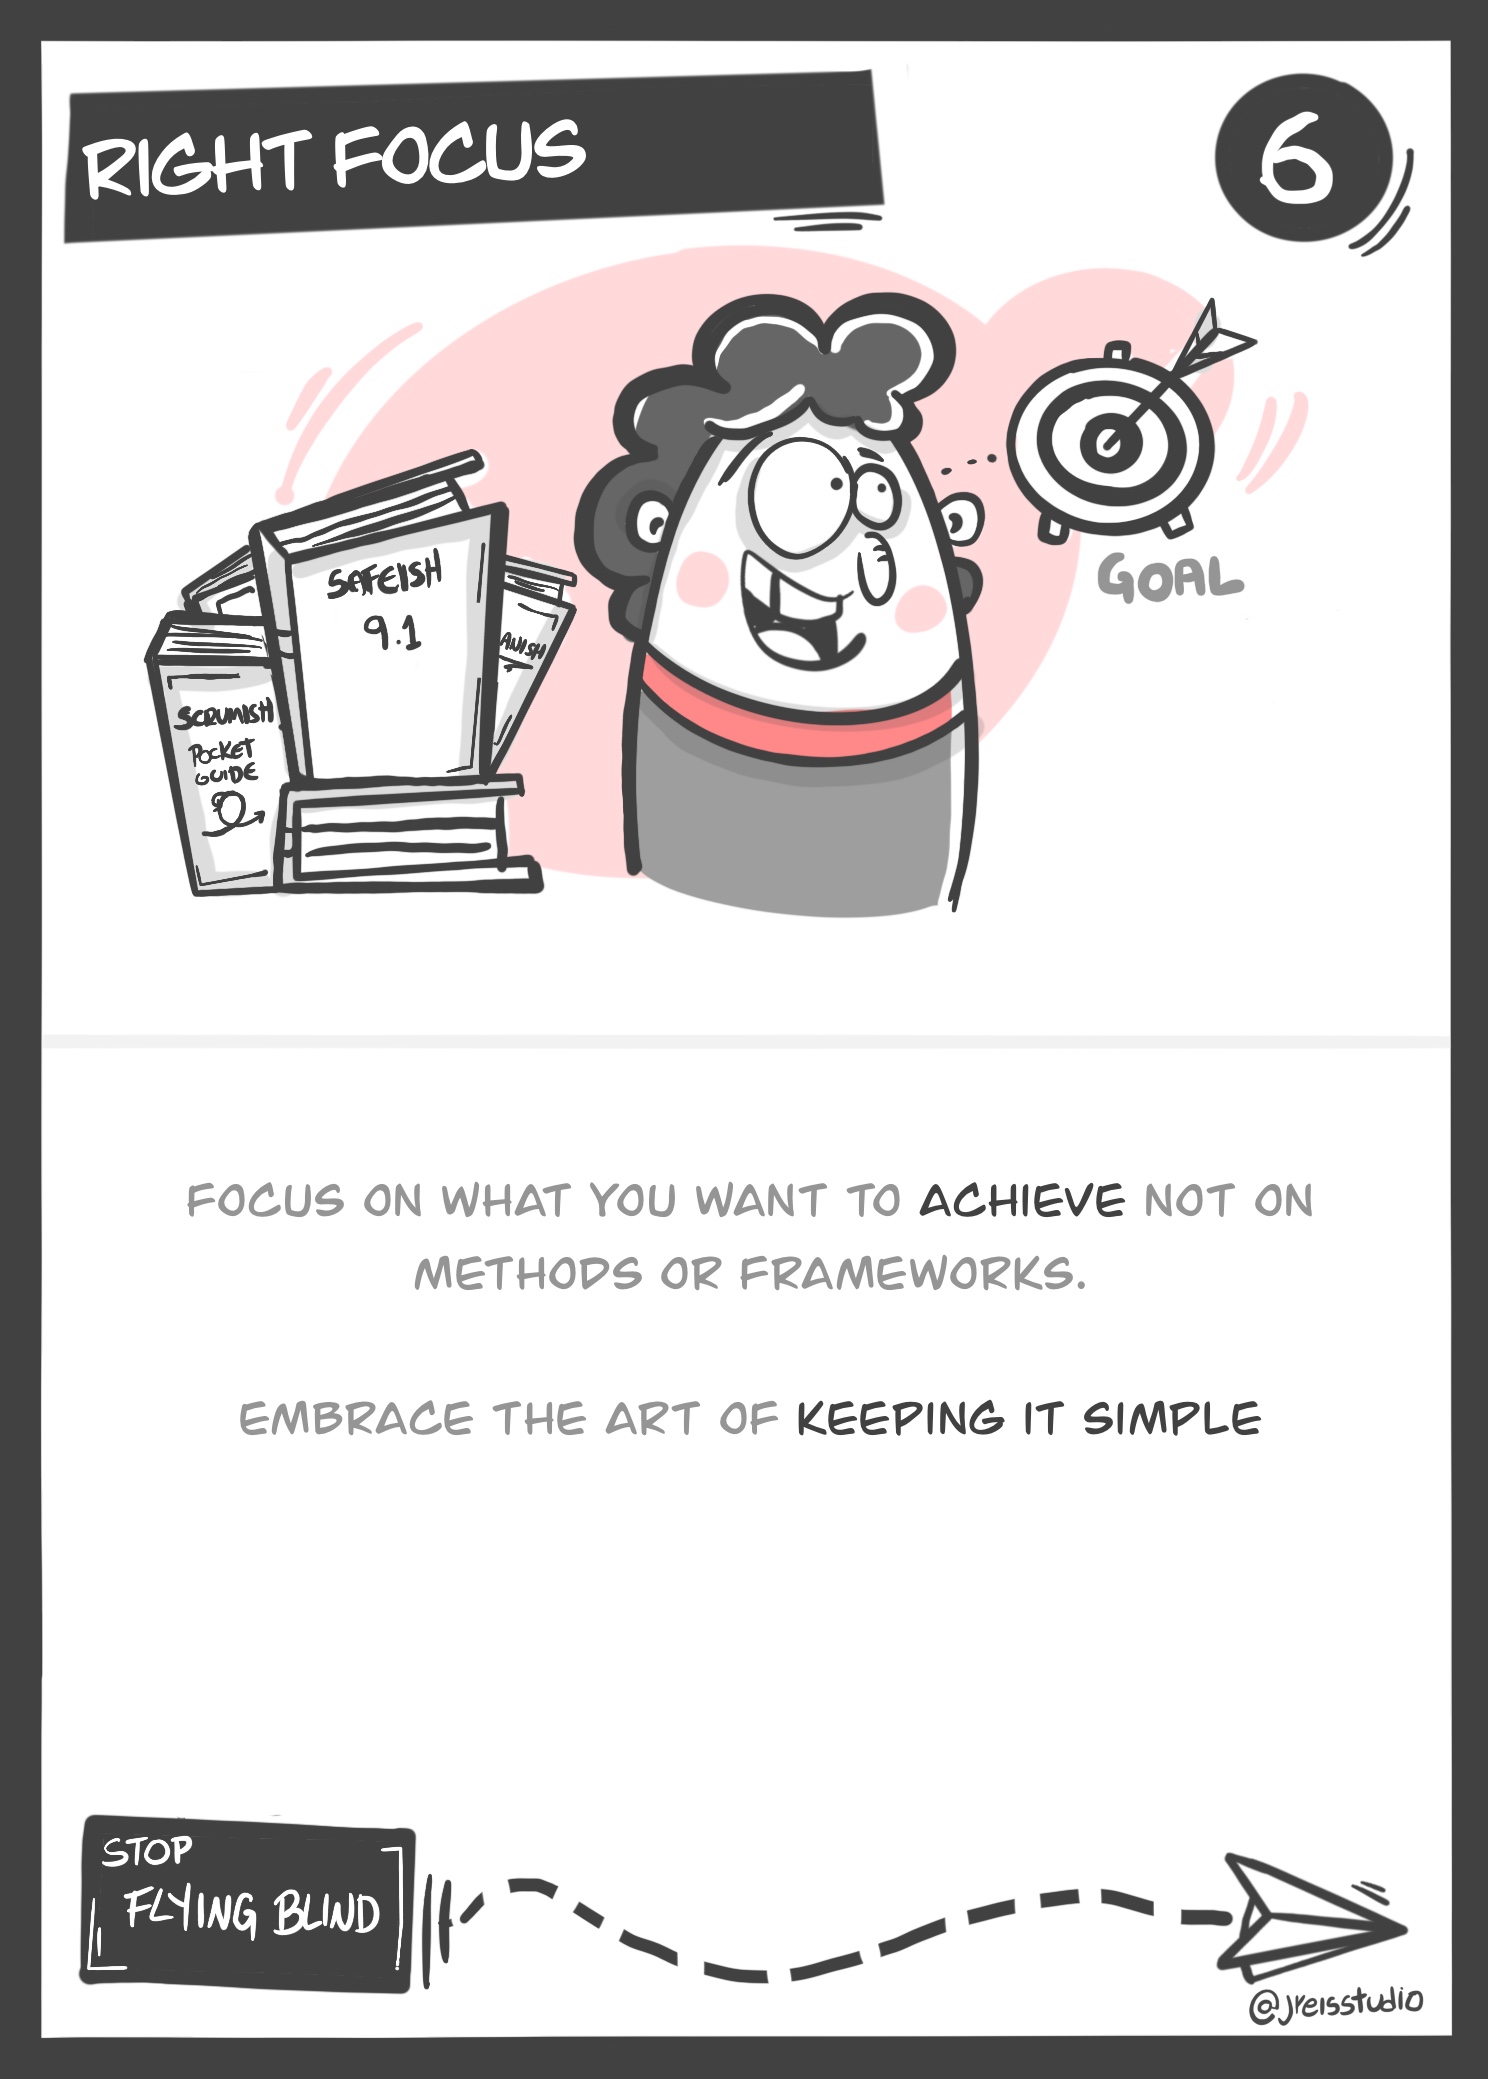 RIGHT FOCUS
6
SAFEISH
9.1
ANISH
SCRUMISH
POCKET
GUIDE
GOAL
FOCUS ON WHAT YOU WANT TO ACHIEVE NOT ON
METHODS OR FRAMEWORKS.
EMBRACE THE ART OF KEEPING IT SIMPLE
STOP
FLYING BLIND
@jreisstudio